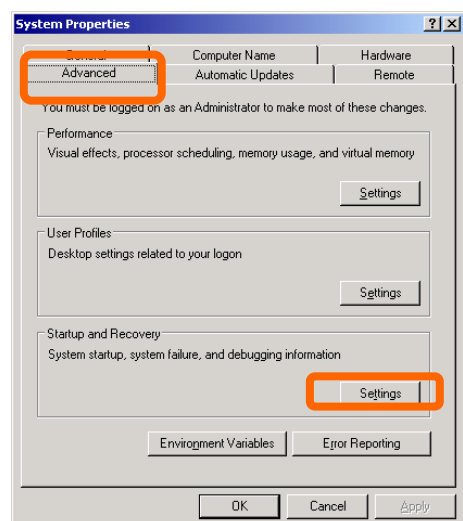 System Properties
General Computer Name Hardware
Advanced Automatic Updates Remote
You must be logged on as an Administrator to make most of these changes.
Performance
Visual effects, processor scheduling, memory usage, and virtual memory
Settings
User Profiles
Desktop settings related to your logon
Settings
Startup and Recovery
System startup, system failure, and debugging information
Settings
Environment Variables Error Reporting
OK Cancel Apply